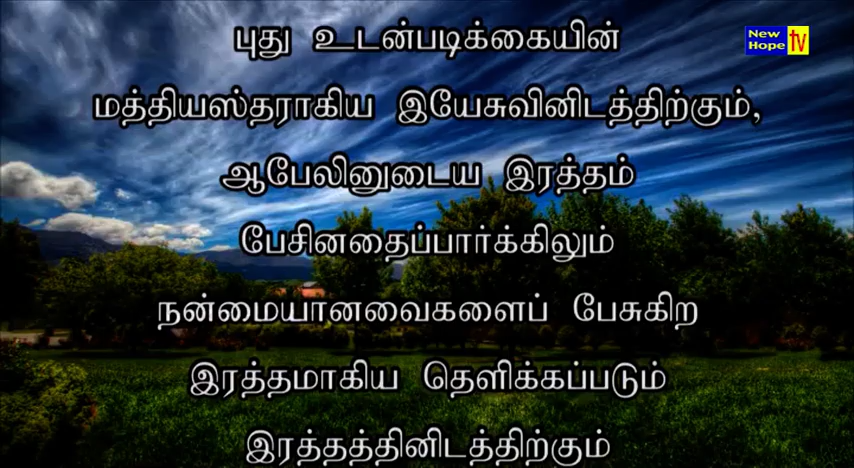 புது உடன்படிக்கையின்
மத்தியஸ்தராகிய இயேசுவினிடத்திற்கும்,
ஆபேலினுடைய இரத்தம்
பேசினதைப்பார்க்கிலும்
நன்மையானவைகளைப் பேசுகிற
இரத்தமாகிய தெளிக்கப்படும்
இரத்தத்தினிடத்திற்கும்
New
Hope tv